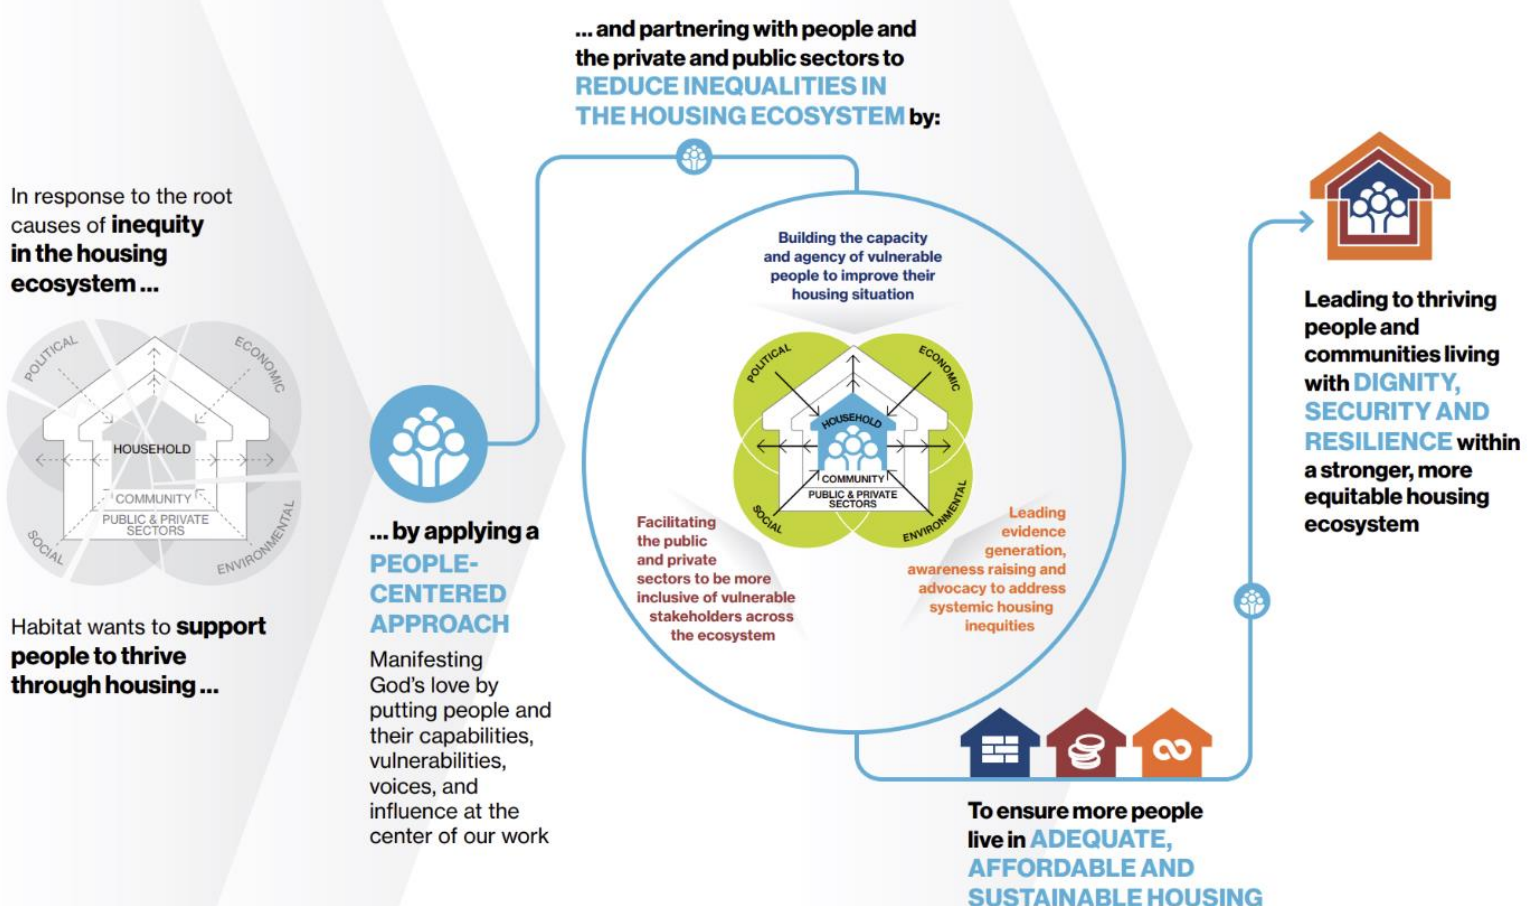 In response to the root
causes of inequity
in the housing
ecosystem ...
POLITICAL
ECONOMIC
HOUSEHOLD
COMMUNITY
PUBLIC & PRIVATE
SECTORS
SOCIAL
ENVIRONMENTAL
Habitat wants to support
people to thrive
through housing ...
... by applying a
PEOPLE-
CENTERED
APPROACH
Manifesting
God's love by
putting people and
their capabilities,
vulnerabilities,
voices, and
influence at the
center of our work
... and partnering with people and
the private and public sectors to
REDUCE INEQUALITIES IN
THE HOUSING ECOSYSTEM by:
Building the capacity
and agency of vulnerable
people to improve their
housing situation
POLITICAL
ECONOMIC
HOUSEHOLD
COMMUNITY
PUBLIC & PRIVATE
SECTORS
SOCIAL
ENVIRONMENTAL
Facilitating
the public
and private
sectors to be more
inclusive of vulnerable
stakeholders across
the ecosystem
Leading
evidence
generation,
awareness raising and
advocacy to address
systemic housing
inequities
To ensure more people
live in ADEQUATE,
AFFORDABLE AND
SUSTAINABLE HOUSING
Leading to thriving
people and
communities living
with DIGNITY,
SECURITY AND
RESILIENCE within
a stronger, more
equitable housing
ecosystem